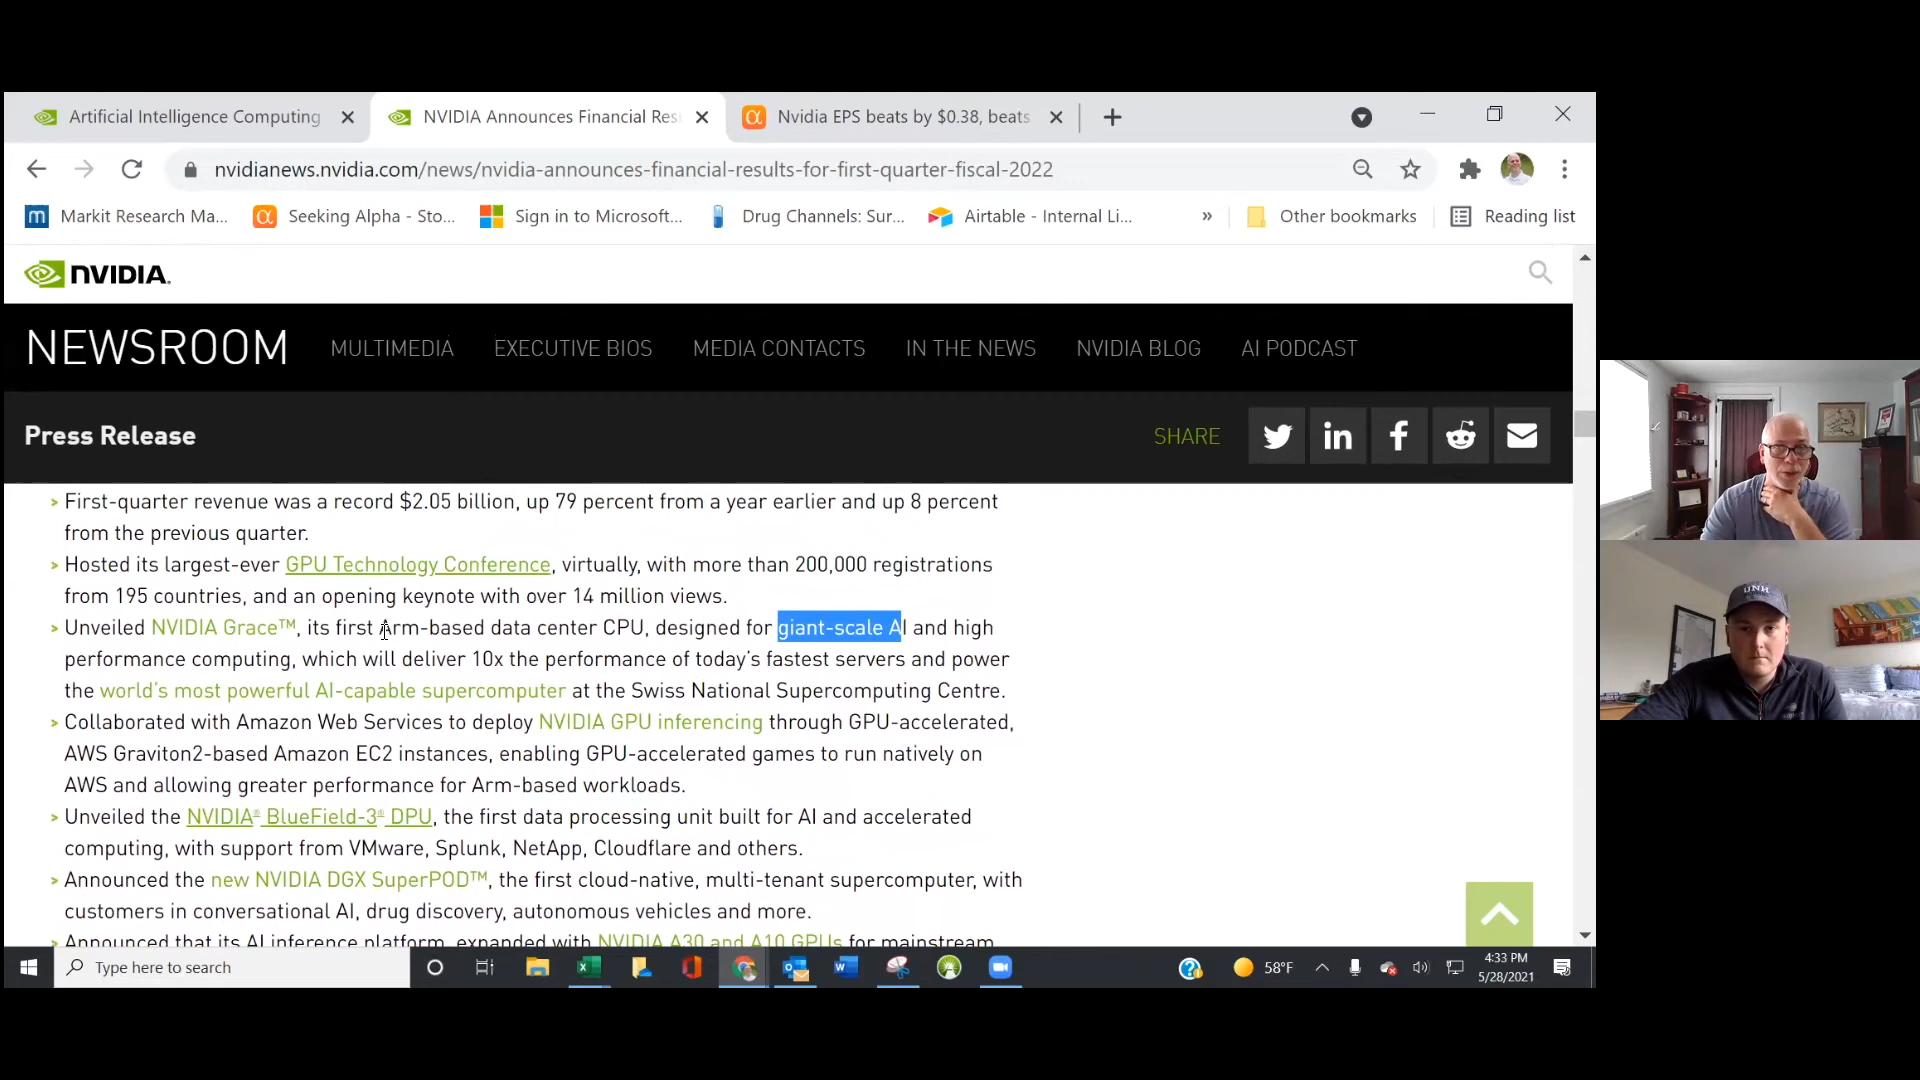 Artificial Intelligence Computing
NVIDIA Announces Financial Res
Nvidia EPS beats by $0.38, beats
nvidianews.nvidia.com/news/nvidia-announces-financial-results-for-first-quarter-fiscal-2022
Markit Research Ma...
Seeking Alpha - Sto...
Sign in to Microsoft...
Drug Channels: Sur...
Airtable - Internal Li...
»
Other bookmarks
Reading list
NVIDIA.
NEWSROOM
MULTIMEDIA
EXECUTIVE BIOS
MEDIA CONTACTS
IN THE NEWS
NVIDIA BLOG
AI PODCAST
Press Release
SHARE
> First-quarter revenue was a record $2.05 billion, up 79 percent from a year earlier and up 8 percent
from the previous quarter.
> Hosted its largest-ever GPU Technology Conference, virtually, with more than 200,000 registrations
from 195 countries, and an opening keynote with over 14 million views.
> Unveiled NVIDIA Grace™, its first Arm-based data center CPU, designed for giant-scale AI and high
performance computing, which will deliver 10x the performance of today's fastest servers and power
the world's most powerful AI-capable supercomputer at the Swiss National Supercomputing Centre.
> Collaborated with Amazon Web Services to deploy NVIDIA GPU inferencing through GPU-accelerated,
AWS Graviton2-based Amazon EC2 instances, enabling GPU-accelerated games to run natively on
AWS and allowing greater performance for Arm-based workloads.
> Unveiled the NVIDIA® BlueField-3® DPU, the first data processing unit built for AI and accelerated
computing, with support from VMware, Splunk, NetApp, Cloudflare and others.
> Announced the new NVIDIA DGX SuperPOD™, the first cloud-native, multi-tenant supercomputer, with
customers in conversational AI, drug discovery, autonomous vehicles and more.
> Announced that its AI inference platform, expanded with NVIDIA A30 and A10 GPUs for mainstream
Type here to search
58°F
4:33 PM
5/28/2021
UNH